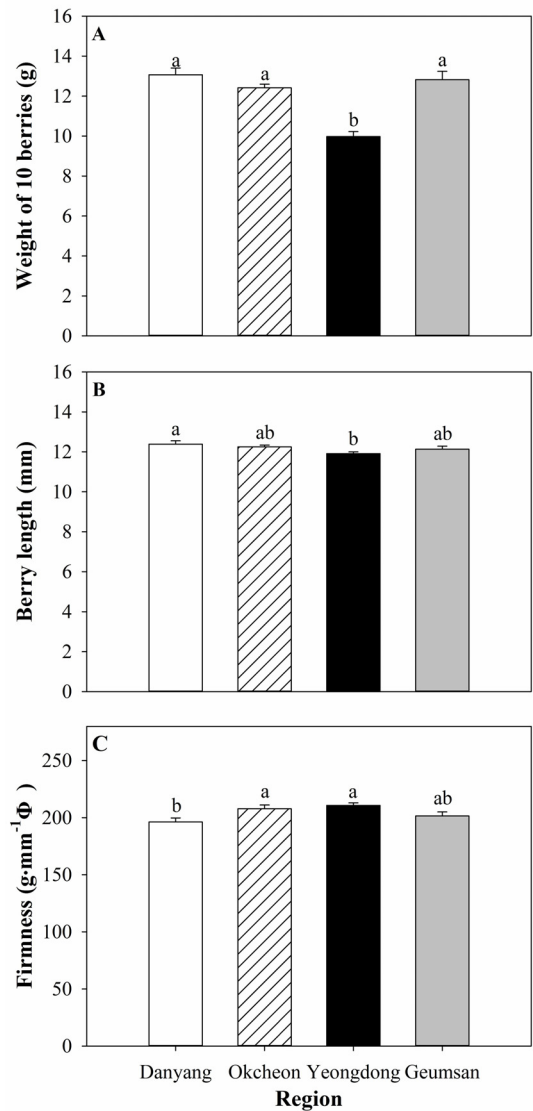 A
16
14
12
10
8
6
4
2
0
Weight of 10 berries (g)
a
a
b
a
B
16
14
12
10
8
6
4
2
0
Berry length (mm)
a
ab
b
ab
C
250
200
150
100
50
0
Firmness (g·mm⁻¹Φ )
b
a
a
ab
Danyang Okcheon Yeongdong Geumsan
Region